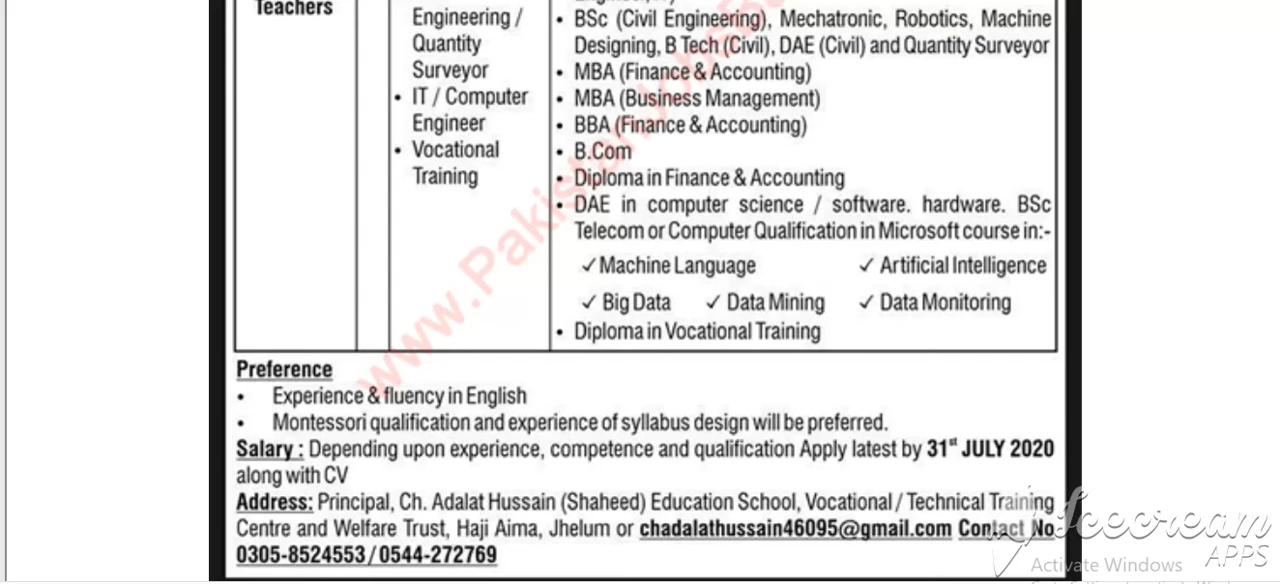 Teachers
Engineering /
Quantity
Surveyor
• IT / Computer
Engineer
• Vocational
Training
• BSc (Civil Engineering), Mechatronic, Robotics, Machine
Designing, B Tech (Civil), DAE (Civil) and Quantity Surveyor
• MBA (Finance & Accounting)
• MBA (Business Management)
• BBA (Finance & Accounting)
• B.Com
• Diploma in Finance & Accounting
• DAE in computer science / software. hardware. BSc
Telecom or Computer Qualification in Microsoft course in:-
✓ Machine Language ✓ Artificial Intelligence
✓ Big Data ✓ Data Mining ✓ Data Monitoring
• Diploma in Vocational Training
Preference
• Experience & fluency in English
• Montessori qualification and experience of syllabus design will be preferred.
Salary : Depending upon experience, competence and qualification Apply latest by 31st JULY 2020
along with CV
Address: Principal, Ch. Adalat Hussain (Shaheed) Education School, Vocational / Technical Training
Centre and Welfare Trust, Haji Aima, Jhelum or chadalathussain46095@gmail.com Contact No
0305-8524553 / 0544-272769
Icecream
APPS
Activate Windows